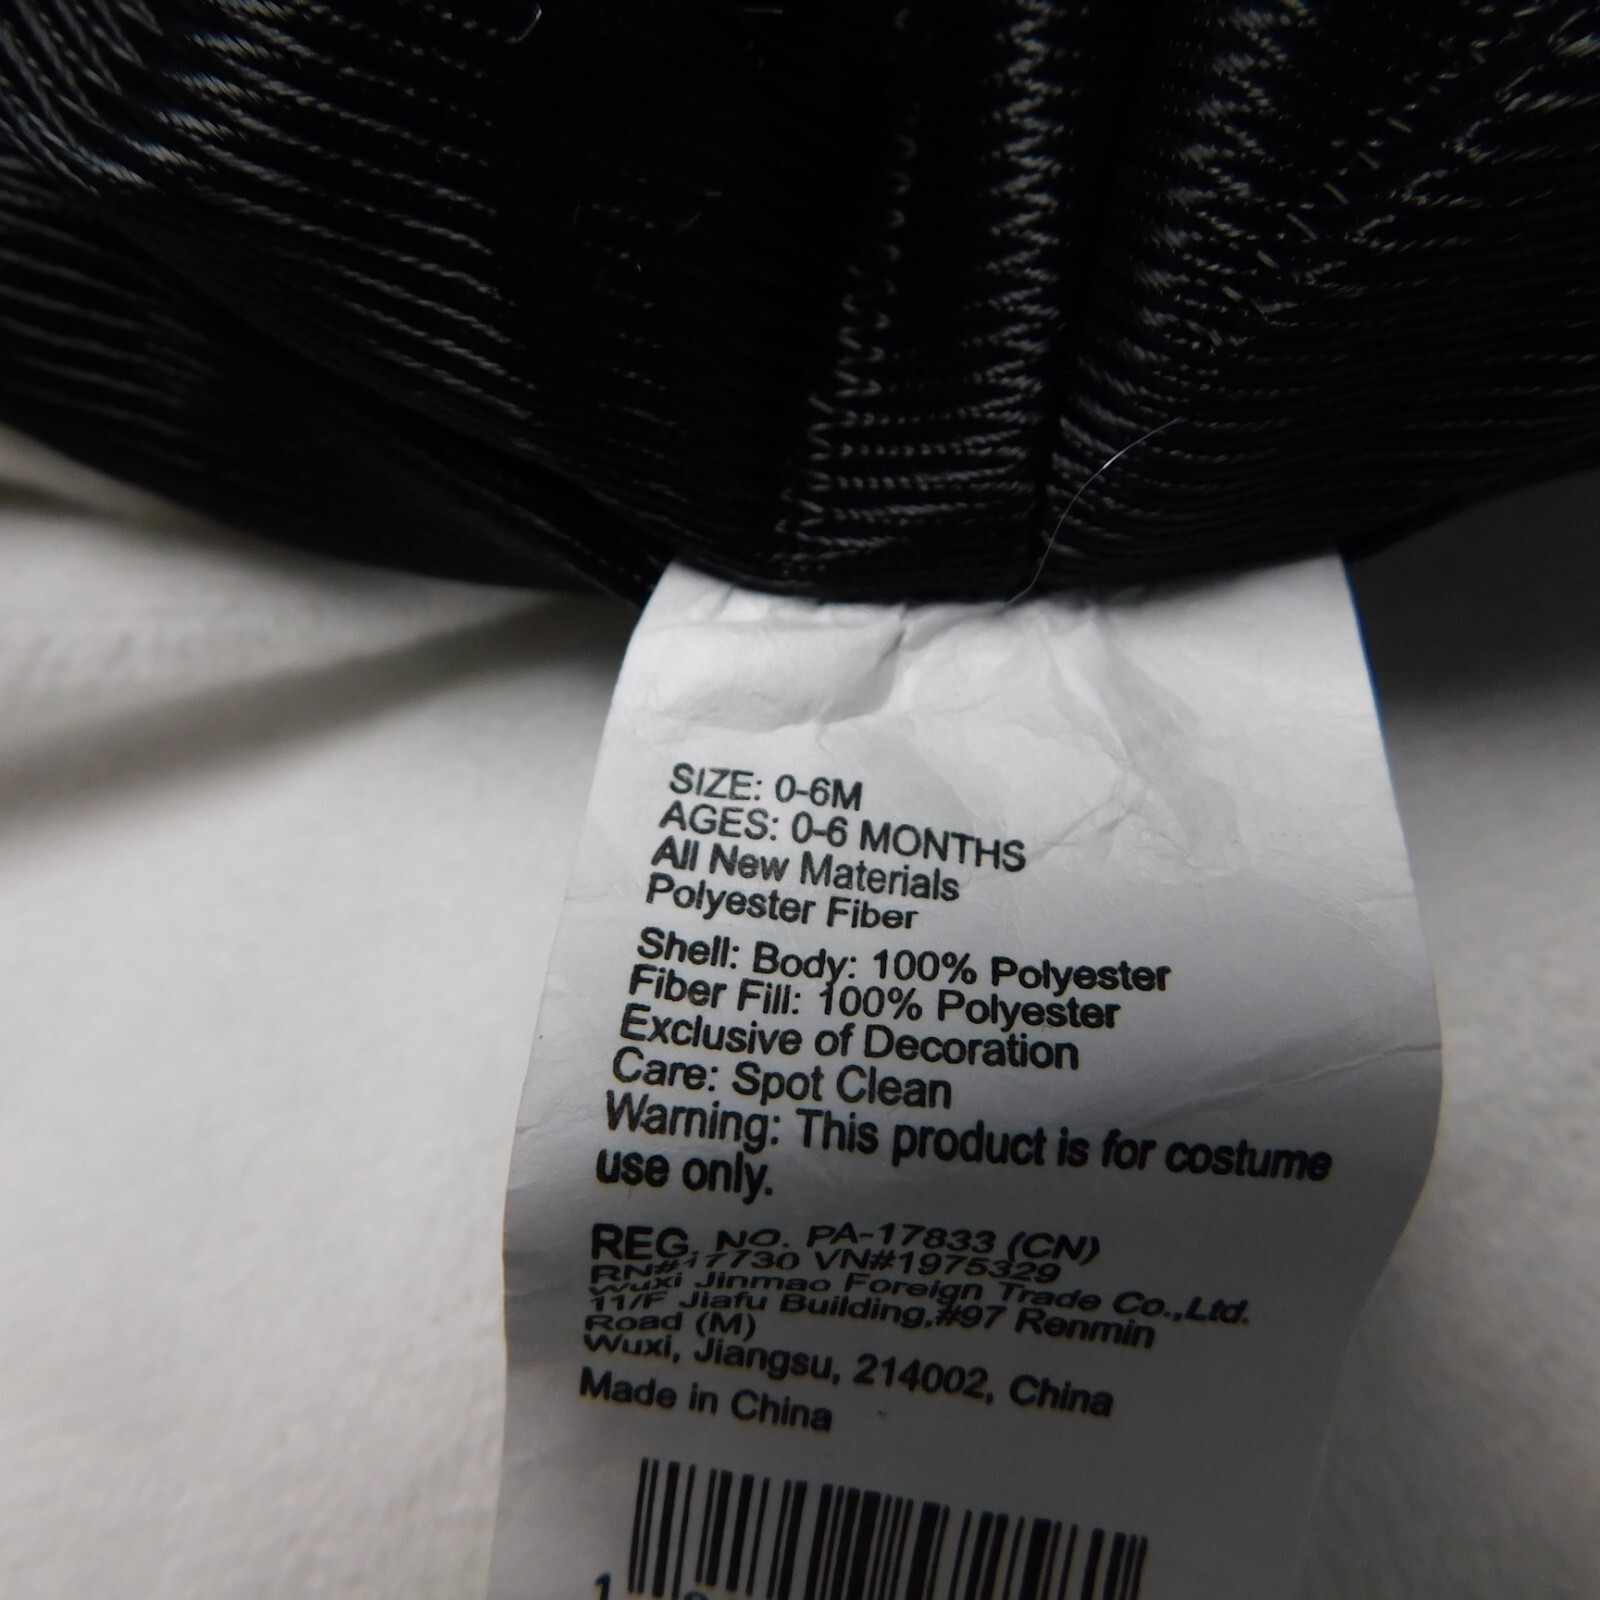 SIZE: 0-6M
AGES: 0-6 MONTHS
All New Materials
Polyester Fiber
Shell: Body: 100% Polyester
Fiber Fill: 100% Polyester
Exclusive of Decoration
Care: Spot Clean
Warning: This product is for costume
use only.
REG. NO. PA-17833 (CN)
RN#17730 VN#1975329
Wuxi Jinmao Foreign Trade Co.,Ltd.
11/F Jiafu Building,#97 Renmin
Road (M)
Wuxi, Jiangsu, 214002, China
Made in China
1